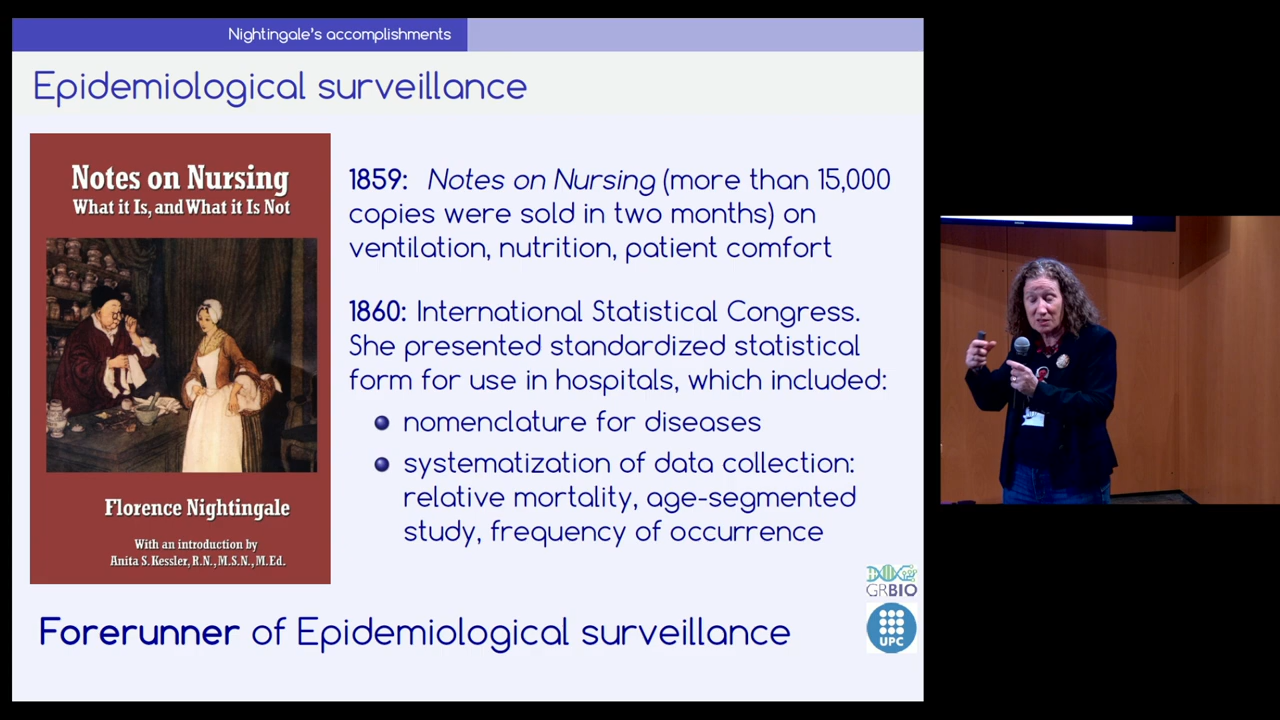 Nightingale's accomplishments
Epidemiological surveillance
Notes on Nursing
What it Is, and What it Is Not
Florence Nightingale
With an introduction by
Anita S. Kessler, R.N., M.S.N., M.Ed.
1859: Notes on Nursing (more than 15,000
copies were sold in two months) on
ventilation, nutrition, patient comfort
1860: International Statistical Congress.
She presented standardized statistical
form for use in hospitals, which included:
nomenclature for diseases
systematization of data collection:
relative mortality, age-segmented
study, frequency of occurrence
GRBIO
UPC
Forerunner of Epidemiological surveillance